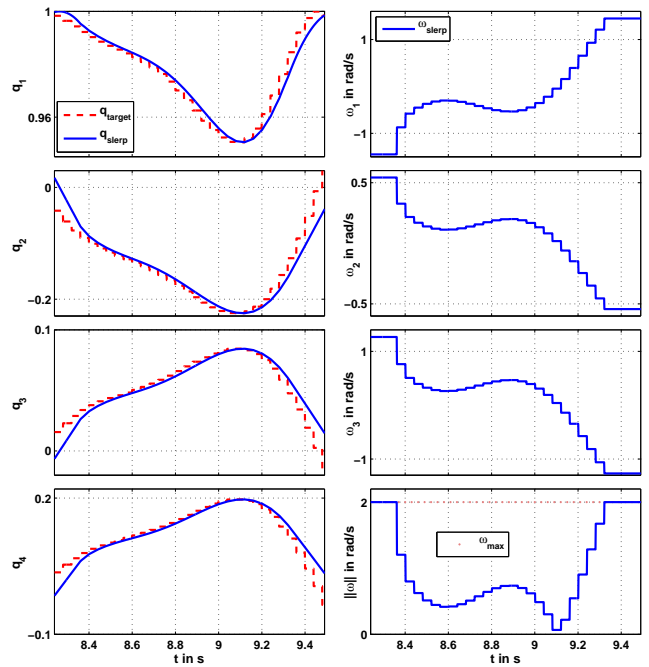 1
0.96
q1
qtarget
qslerp
ωslerp
ω1 in rad/s
−1
0
−0.2
q2
0.5
−0.5
ω2 in rad/s
0.1
0
q3
1
−1
ω3 in rad/s
0.2
−0.1
q4
8.4 8.6 8.8 9 9.2 9.4
t in s
2
0
||ω|| in rad/s
ωmax
8.4 8.6 8.8 9 9.2 9.4
t in s